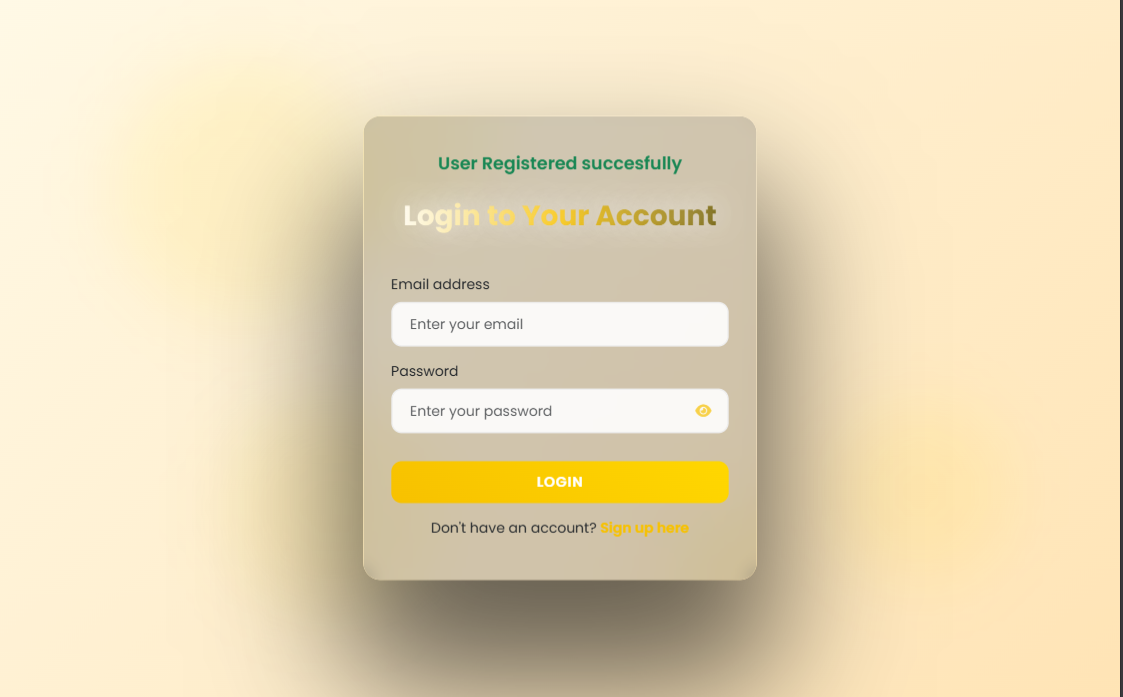 User Registered succesfully
Login to Your Account
Email address
Enter your email
Password
Enter your password
LOGIN
Don't have an account? Sign up here